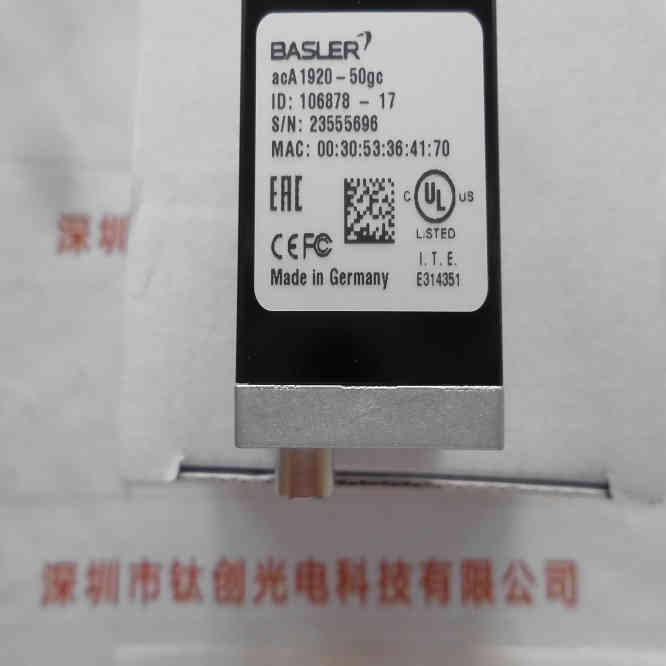 BASLER
acA1920-50gc
ID: 106878 - 17
S/N: 23555696
MAC: 00:30:53:36:41:70
EAC
C UL US
LISTED
CE FC
I. T. E.
Made in Germany
E314351
深圳
深圳市钛创光电科技有限公司